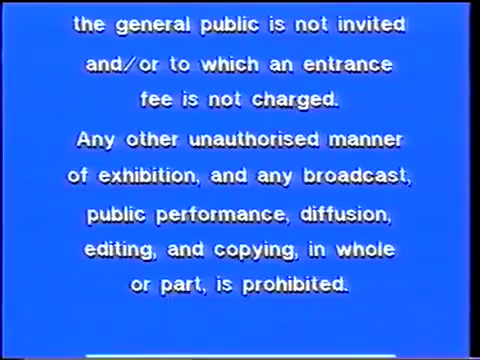 the general public is not invited
and/or to which an entrance
fee is not charged.
Any other unauthorised manner
of exhibition, and any broadcast,
public performance, diffusion,
editing, and copying, in whole
or part, is prohibited.